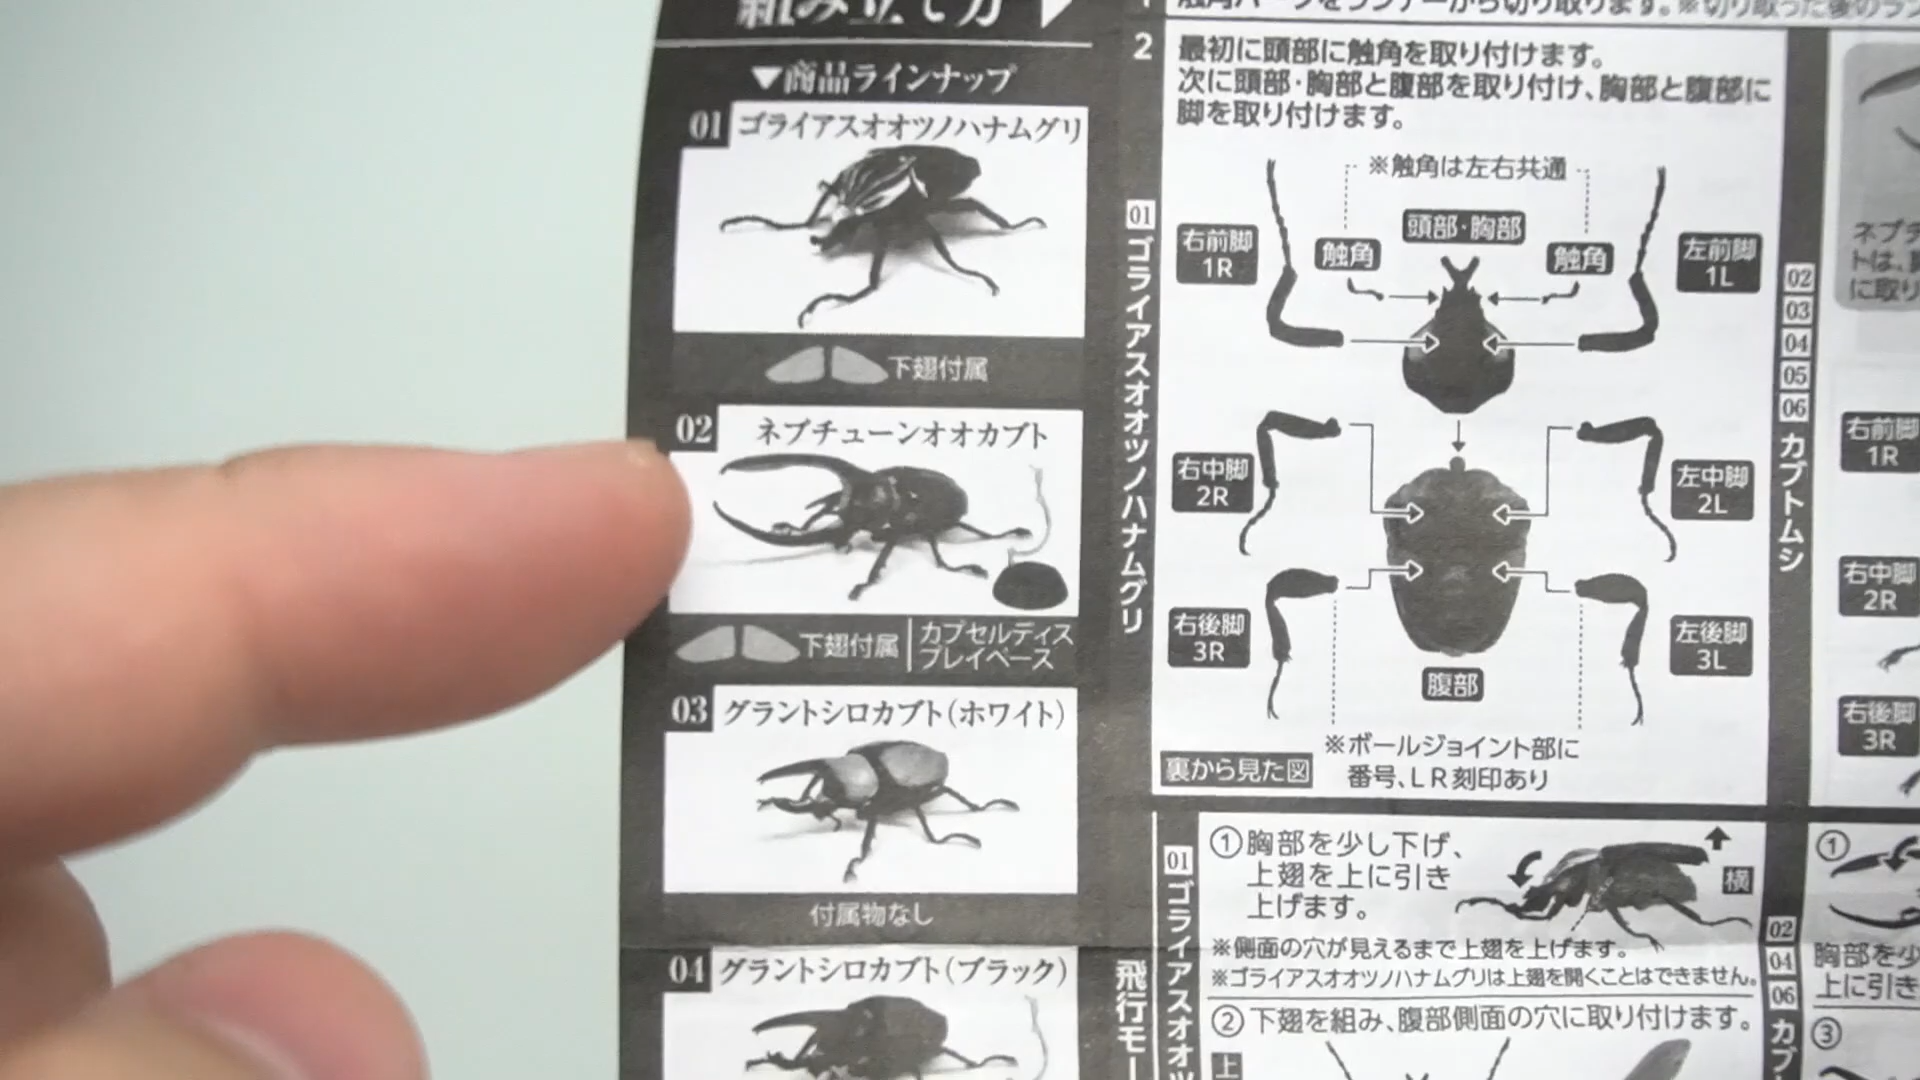 組み立て方
▼商品ラインナップ
01 ゴライアスオオツノハナムグリ
下翅付属
02 ネプチューンオオカブト
下翅付属
カプセルディス
プレイベース
03 グラントシロカブト(ホワイト)
付属物なし
04 グラントシロカブト(ブラック)
2 最初に頭部に触角を取り付けます。
次に頭部・胸部と腹部を取り付け、胸部と腹部に
脚を取り付けます。
01 ゴライアスオオツノハナムグリ
※触角は左右共通
頭部・胸部
触角
触角
右前脚
1R
左前脚
1L
右中脚
2R
左中脚
2L
右後脚
3R
左後脚
3L
腹部
裏から見た図
※ボールジョイント部に
番号、LR刻印あり
飛行モー
01 ゴライアスオオツ
① 胸部を少し下げ、
上翅を上に引き
上げます。
横
※側面の穴が見えるまで上翅を上げます。
※ゴライアスオオツノハナムグリは上翅を開くことはできません。
② 下翅を組み、腹部側面の穴に取り付けます。
上
02
03
04
05
06
カブトムシ
ネプチ
トは、
に取り
右前脚
1R
右中脚
2R
右後脚
3R
02
04
06
カブ
①
胸部を少
上に引き
③